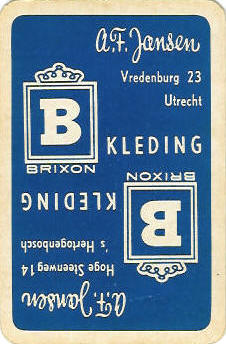 A.F. Jansen
Vredenburg 23
Utrecht
B
KLEDING
BRIXON
A.F. Jansen
Hoge Steenweg 14
's Hertogenbosch
B
KLEDING
BRIXON